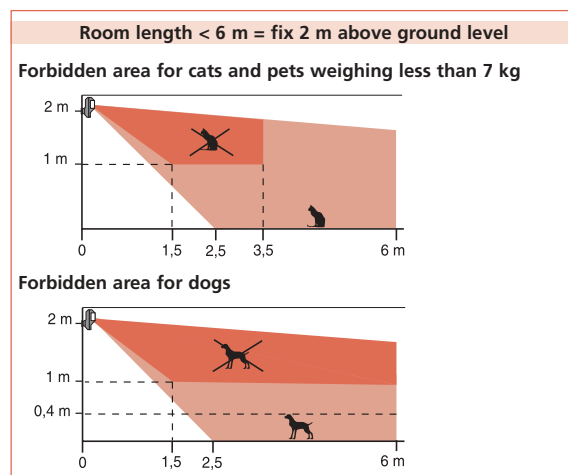 Room length < 6 m = fix 2 m above ground level
Forbidden area for cats and pets weighing less than 7 kg
2 m
1 m
0 1,5 2,5 3,5 6 m
Forbidden area for dogs
2 m
1 m
0,4 m
0 1,5 2,5 6 m